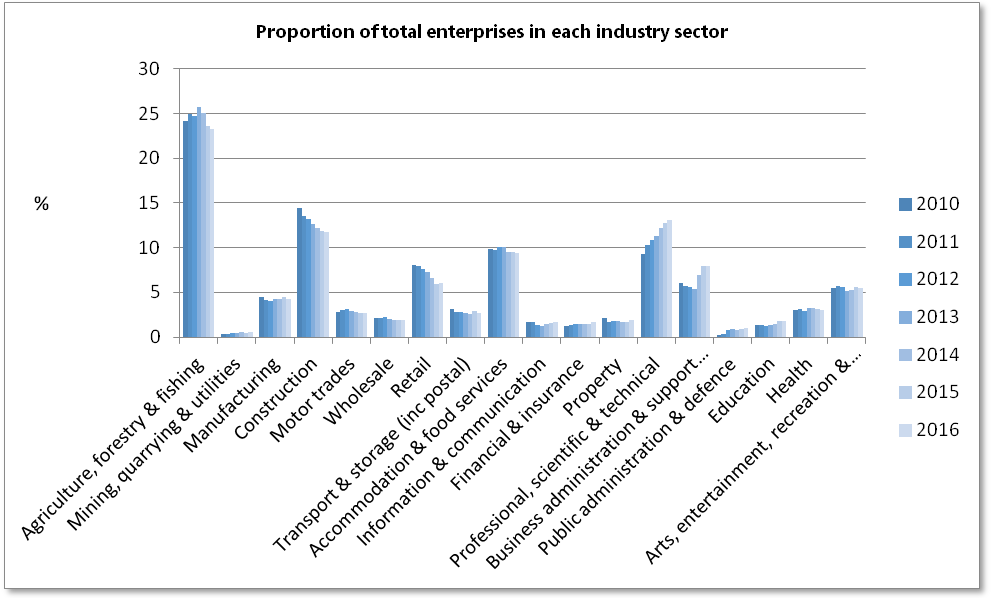 Proportion of total enterprises in each industry sector
30
25
20
15
10
5
0
%
Agriculture, forestry & fishing
Mining, quarrying & utilities
Manufacturing
Construction
Motor trades
Wholesale
Retail
Transport & storage (inc postal)
Accommodation & food services
Information & communication
Financial & insurance
Property
Professional, scientific & technical
Business administration & support...
Public administration & defence
Education
Health
Arts, entertainment, recreation &...
2010
2011
2012
2013
2014
2015
2016